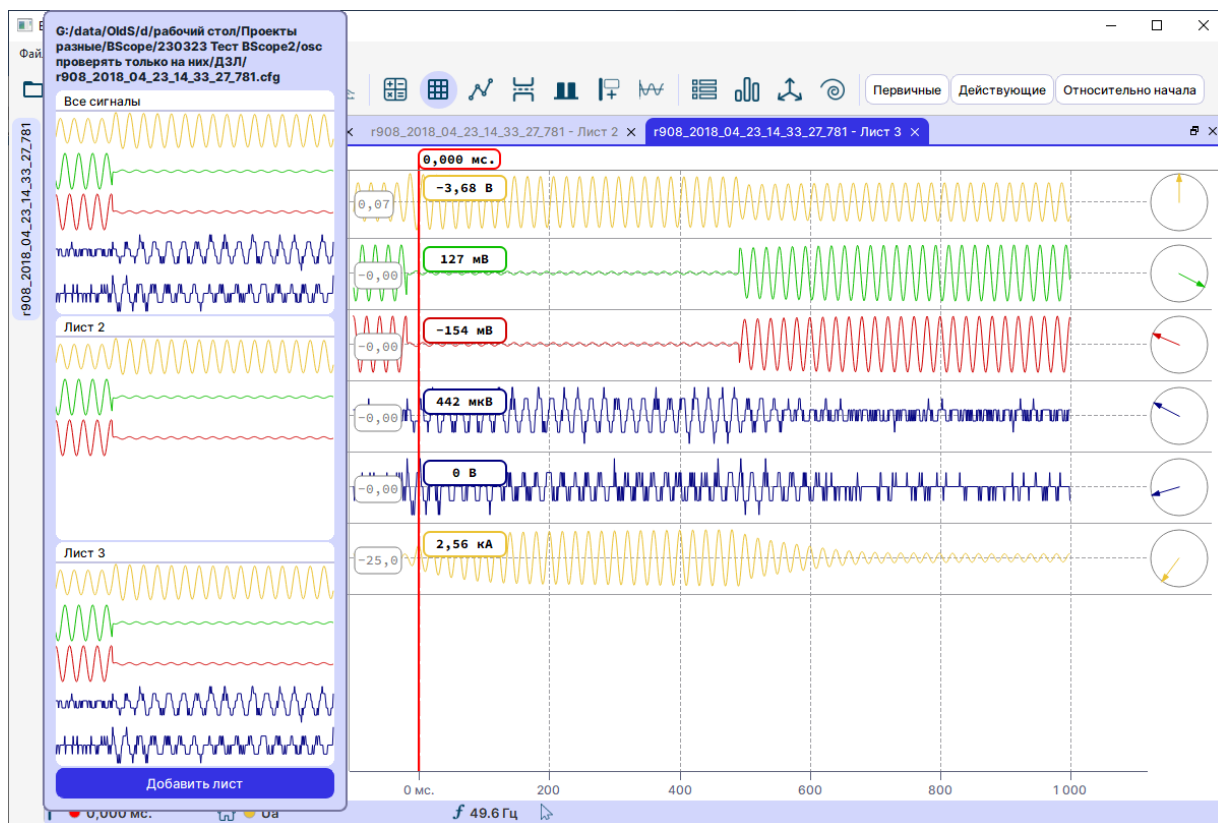 G:/data/OldS/d/рабочий стол/Проекты
разные/BScope/230323 Тест BScope2/osc
проверять только на них/ДЗЛ/
r908_2018_04_23_14_33_27_781.cfg
Все сигналы
Лист 2
Лист 3
Добавить лист
r908_2018_04_23_14_33_27_781
Первичные
Действующие
Относительно начала
r908_2018_04_23_14_33_27_781 - Лист 2
r908_2018_04_23_14_33_27_781 - Лист 3
0,000 мс.
-3,68 В
0,07
127 мВ
-0,00
-154 мВ
-0,00
442 мкВ
-0,00
0 В
-0,00
2,56 кА
-25,0
0 мс.
200
400
600
800
1 000
0,000 мс.
Ua
f 49.6 Гц